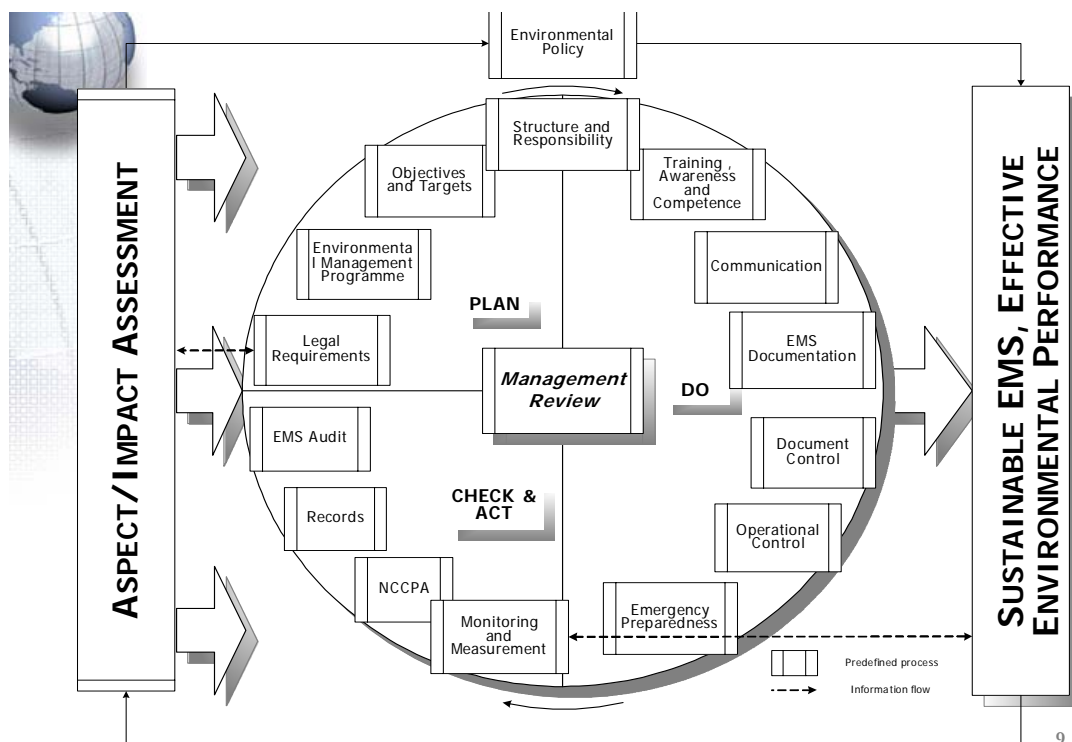 Environmental
Policy
ASPECT/IMPACT ASSESSMENT
Structure and
Responsibility
Objectives
and Targets
Training ,
Awareness
and
Competence
Environmenta
l Management
Programme
Communication
PLAN
Legal
Requirements
EMS
Documentation
Management
Review
DO
EMS Audit
Document
Control
CHECK &
ACT
Records
Operational
Control
NCCPA
Monitoring
and
Measurement
Emergency
Preparedness
SUSTAINABLE EMS, EFFECTIVE
ENVIRONMENTAL PERFORMANCE
Predefined process
Information flow
9